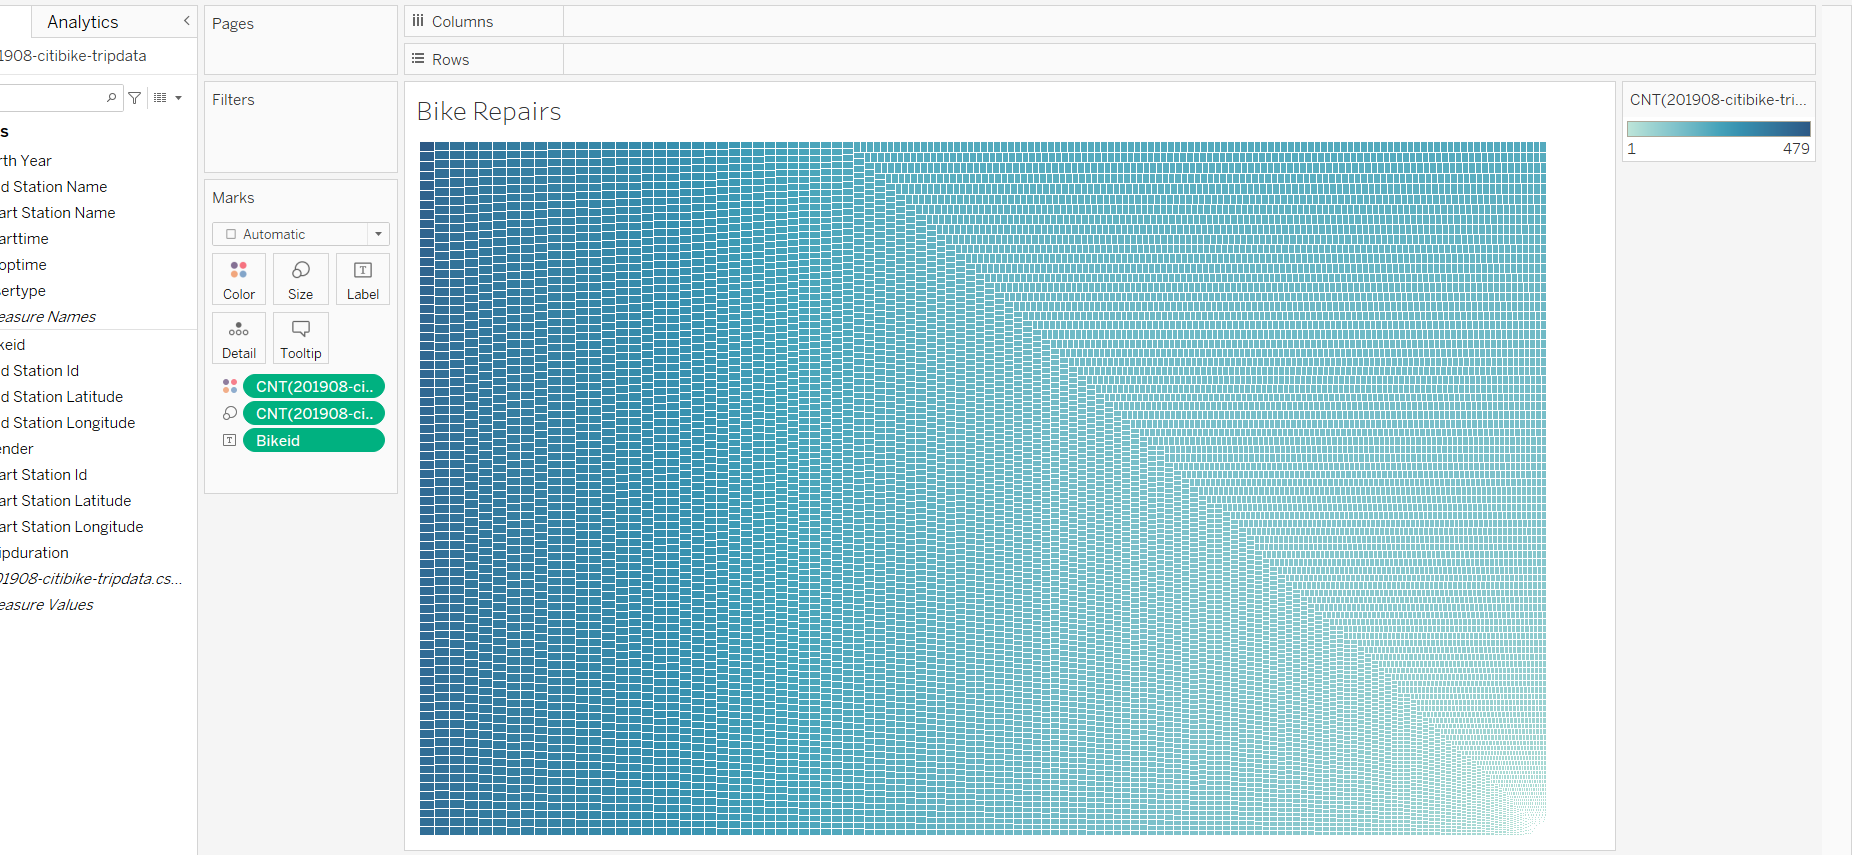 Analytics
1908-citibike-tripdata
s
rth Year
d Station Name
art Station Name
arttime
optime
sertype
easure Names
keid
d Station Id
d Station Latitude
d Station Longitude
ender
art Station Id
art Station Latitude
art Station Longitude
ipduration
01908-citibike-tripdata.cs...
easure Values
Pages
Filters
Marks
Automatic
Color
Size
Label
Detail
Tooltip
CNT(201908-ci..
CNT(201908-ci..
Bikeid
Columns
Rows
Bike Repairs
CNT(201908-citibike-tri...
1
479